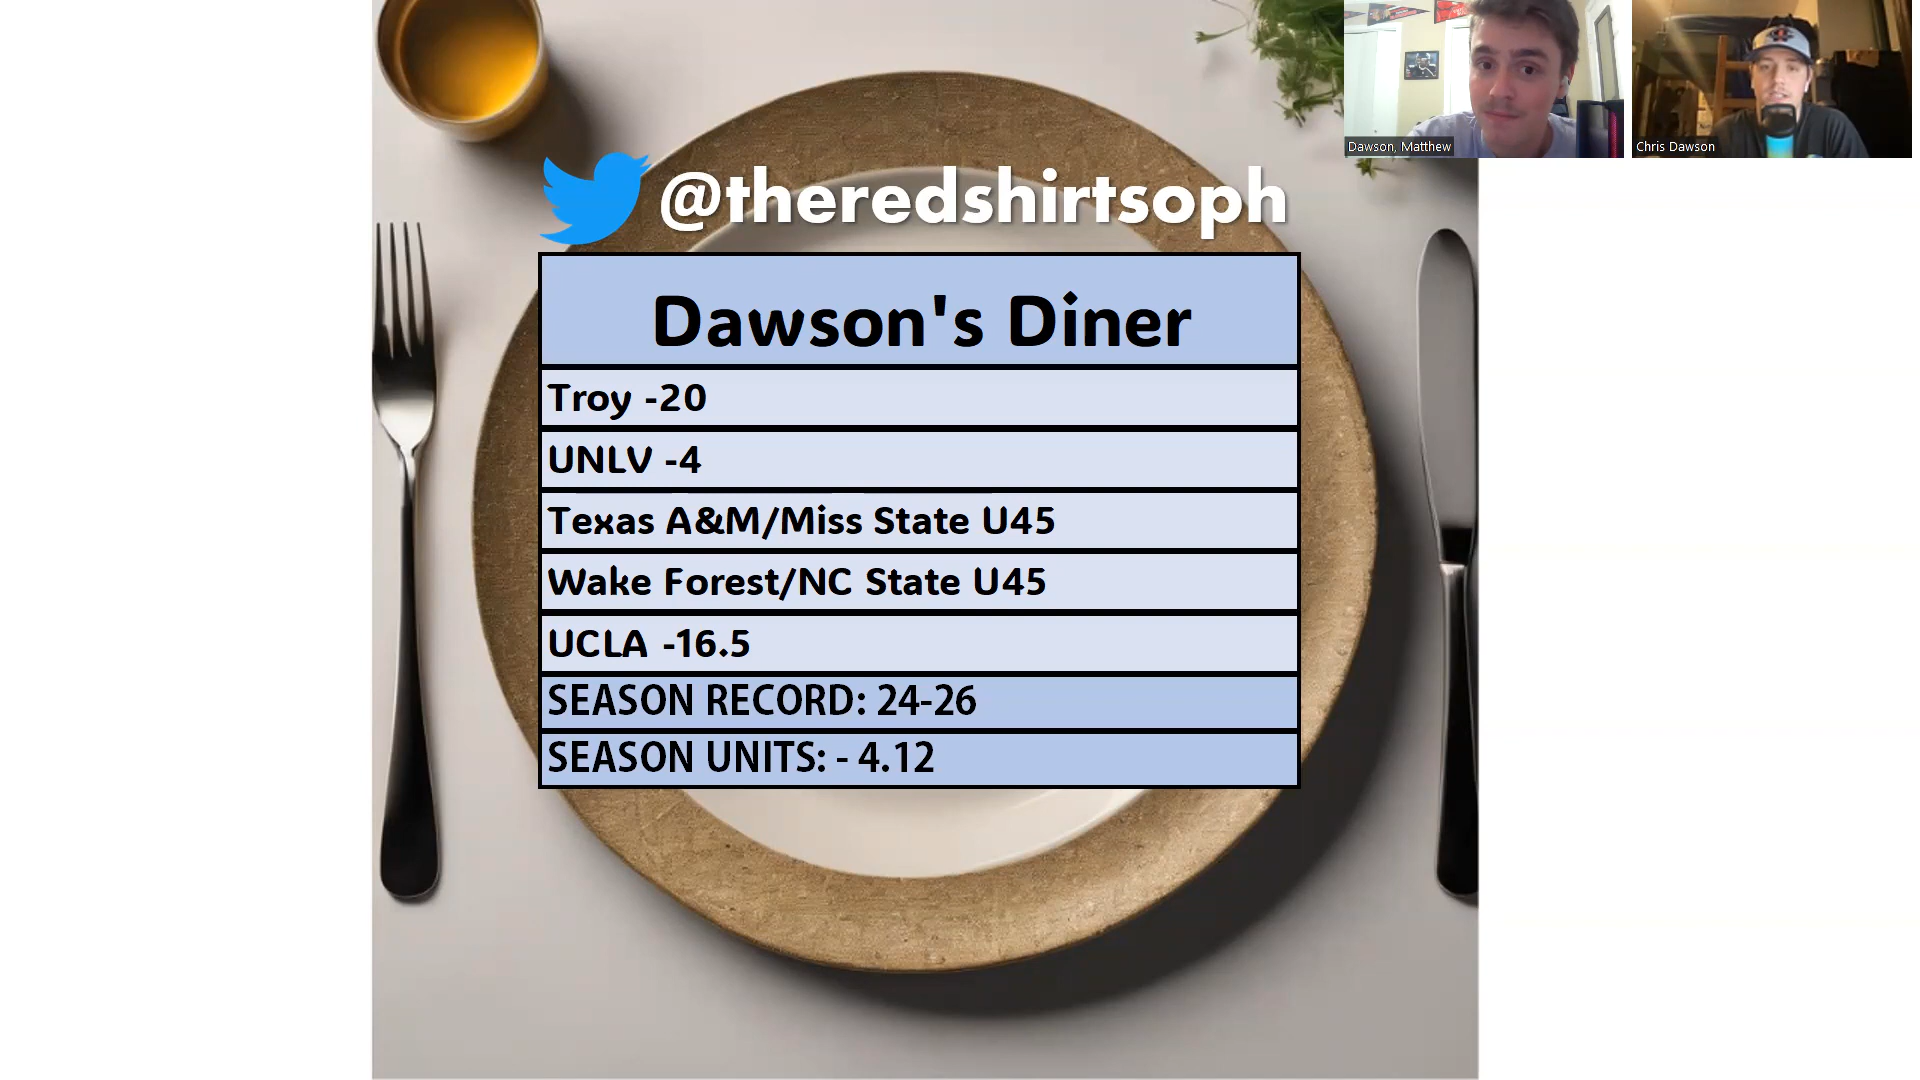 @theredshirtsoph
Dawson's Diner
Troy -20
UNLV -4
Texas A&M/Miss State U45
Wake Forest/NC State U45
UCLA -16.5
SEASON RECORD: 24-26
SEASON UNITS: - 4.12
Dawson, Matthew
Chris Dawson